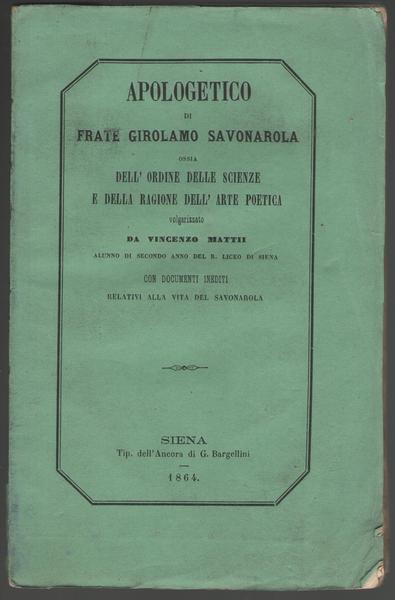 APOLOGETICO
DI
FRATE GIROLAMO SAVONAROLA
OSSIA
DELL' ORDINE DELLE SCIENZE
E DELLA RAGIONE DELL' ARTE POETICA
volgarizzato
DA VINCENZO MATTII
ALUNNO DI SECONDO ANNO DEL R. LICEO DI SIENA
CON DOCUMENTI INEDITI
RELATIVI ALLA VITA DEL SAVONAROLA
SIENA
Tip. dell'Ancora di G. Bargellini
1864.